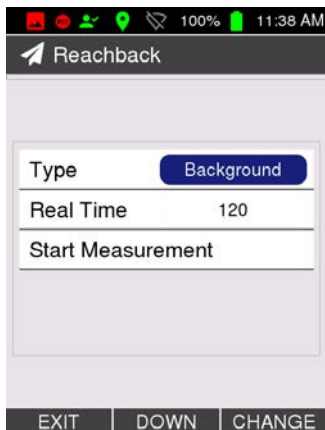 100% 11:38 AM
Reachback
Type Background
Real Time 120
Start Measurement
EXIT DOWN CHANGE